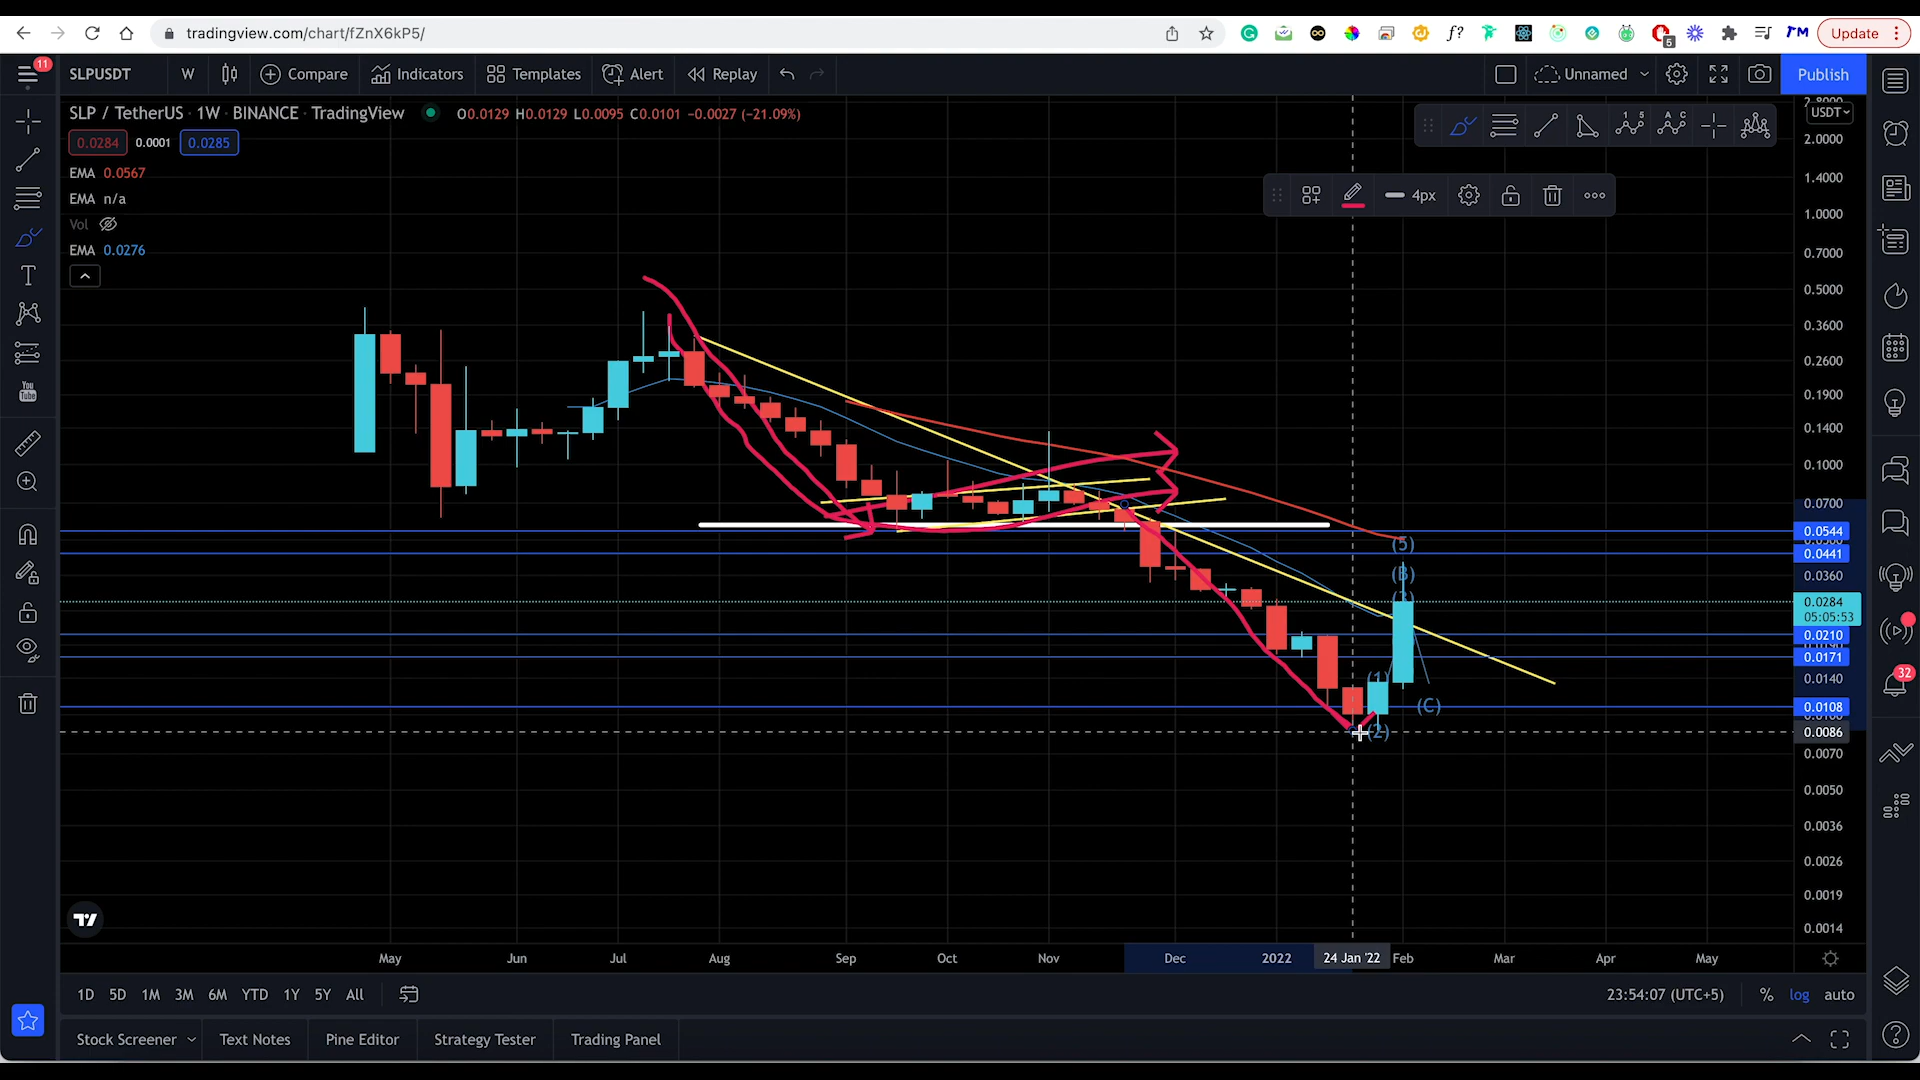 tradingview.com/chart/fZnX6kP5/
f?
5
Update
11
SLPUSDT W Compare Indicators Templates Alert Replay Unnamed Publish
SLP / TetherUS · 1W · BINANCE · TradingView O0.0129 H0.0129 L0.0095 C0.0101 −0.0027 (−21.09%)
0.0284 0.0001 0.0285
EMA 0.0567
EMA n/a
Vol
EMA 0.0276
USDT
4px
2.8000
2.0000
1.4000
1.0000
0.7000
0.5000
0.3600
0.2600
0.1900
0.1400
0.1000
0.0700
0.0544
0.0441
0.0360
0.0284
05:05:53
0.0210
0.0171
0.0140
0.0108
0.0086
0.0070
0.0050
0.0036
0.0026
0.0019
0.0014
(5)
(B)
(1)
(C)
(2)
You
Tube
32
May Jun Jul Aug Sep Oct Nov Dec 2022 24 Jan '22 Feb Mar Apr May
1D 5D 1M 3M 6M YTD 1Y 5Y All 23:54:07 (UTC+5) % log auto
Stock Screener Text Notes Pine Editor Strategy Tester Trading Panel